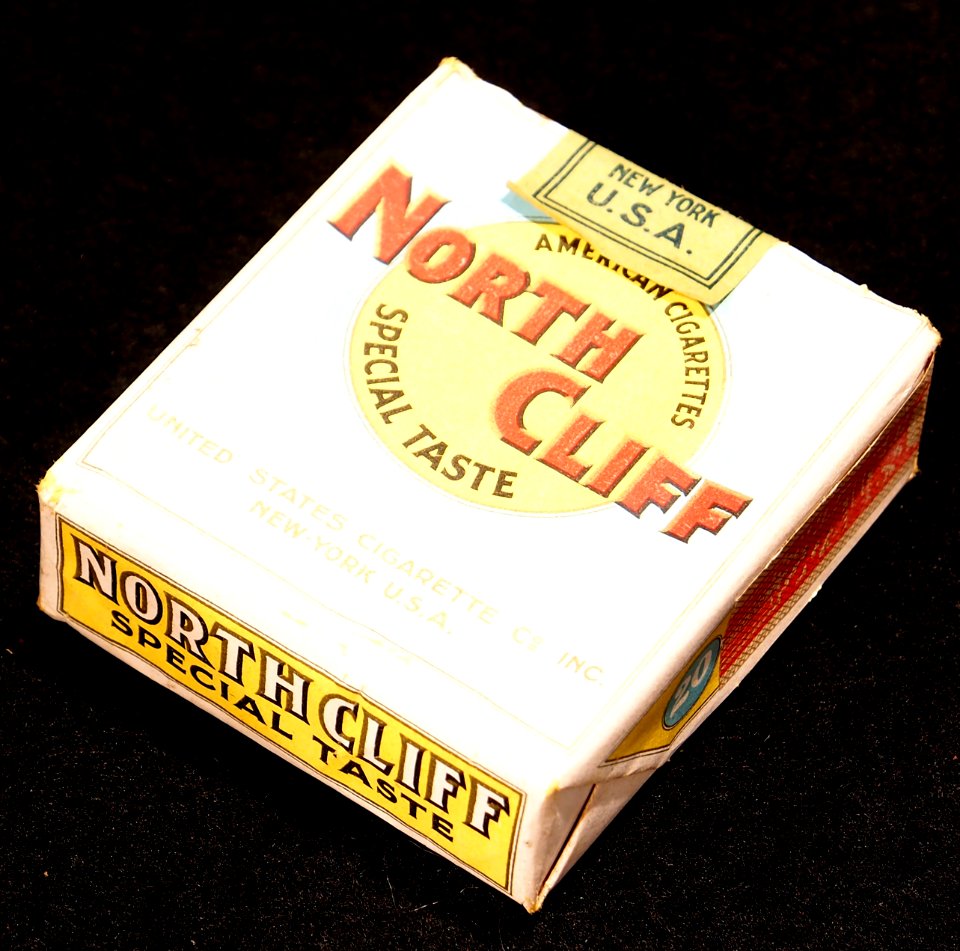 NEW YORK
U.S.A.
AMERICAN CIGARETTES
NORTH
CLIFF
SPECIAL TASTE
UNITED STATES CIGARETTE Co INC.
NEW-YORK U.S.A.
20
NORTH CLIFF
SPECIAL TASTE